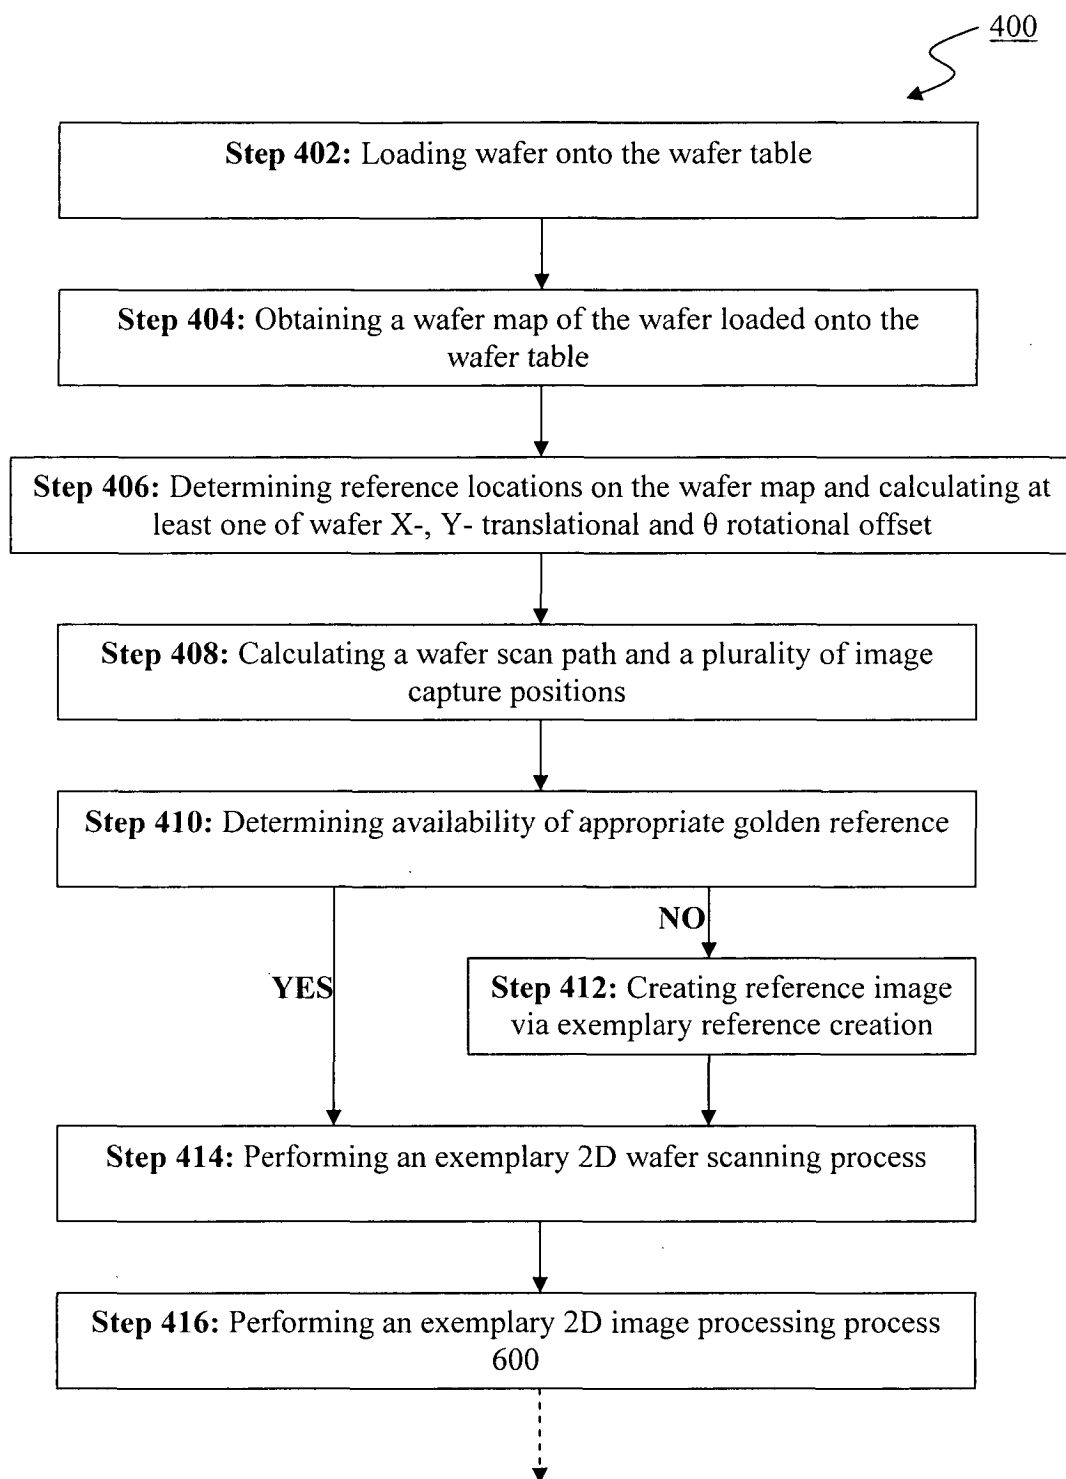 400
Step 402: Loading wafer onto the wafer table
Step 404: Obtaining a wafer map of the wafer loaded onto the
wafer table
Step 406: Determining reference locations on the wafer map and calculating at
least one of wafer X-, Y- translational and θ rotational offset
Step 408: Calculating a wafer scan path and a plurality of image
capture positions
Step 410: Determining availability of appropriate golden reference
NO
YES
Step 412: Creating reference image
via exemplary reference creation
Step 414: Performing an exemplary 2D wafer scanning process
Step 416: Performing an exemplary 2D image processing process
600